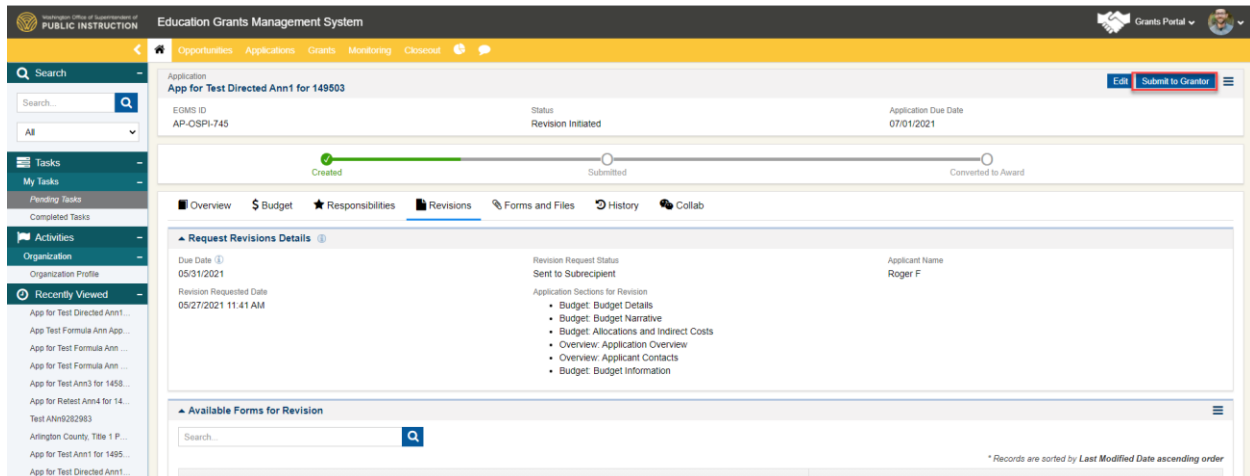 Washington Office of Superintendent of
PUBLIC INSTRUCTION
Education Grants Management System
Grants Portal
Opportunities Applications Grants Monitoring Closeout
Search
Search...
All
Tasks
My Tasks
Pending Tasks
Completed Tasks
Activities
Organization
Organization Profile
Recently Viewed
App for Test Directed Ann1...
App Test Formula Ann App...
App for Test Formula Ann ...
App for Test Formula Ann ...
App for Test Ann3 for 1458...
App for Retest Ann4 for 14...
Test ANn9282983
Arlington County, Title 1 P...
App for Test Ann1 for 1495...
App for Test Directed Ann1...
Application
App for Test Directed Ann1 for 149503
Edit Submit to Grantor
EGMS ID Status Application Due Date
AP-OSPI-745 Revision Initiated 07/01/2021
Created Submitted Converted to Award
Overview $ Budget Responsibilities Revisions Forms and Files History Collab
Request Revisions Details
Due Date Revision Request Status Applicant Name
05/31/2021 Sent to Subrecipient Roger F
Revision Requested Date Application Sections for Revision
05/27/2021 11:41 AM
• Budget: Budget Details
• Budget: Budget Narrative
• Budget: Allocations and Indirect Costs
• Overview: Application Overview
• Overview: Applicant Contacts
• Budget: Budget Information
Available Forms for Revision
Search...
* Records are sorted by Last Modified Date ascending order